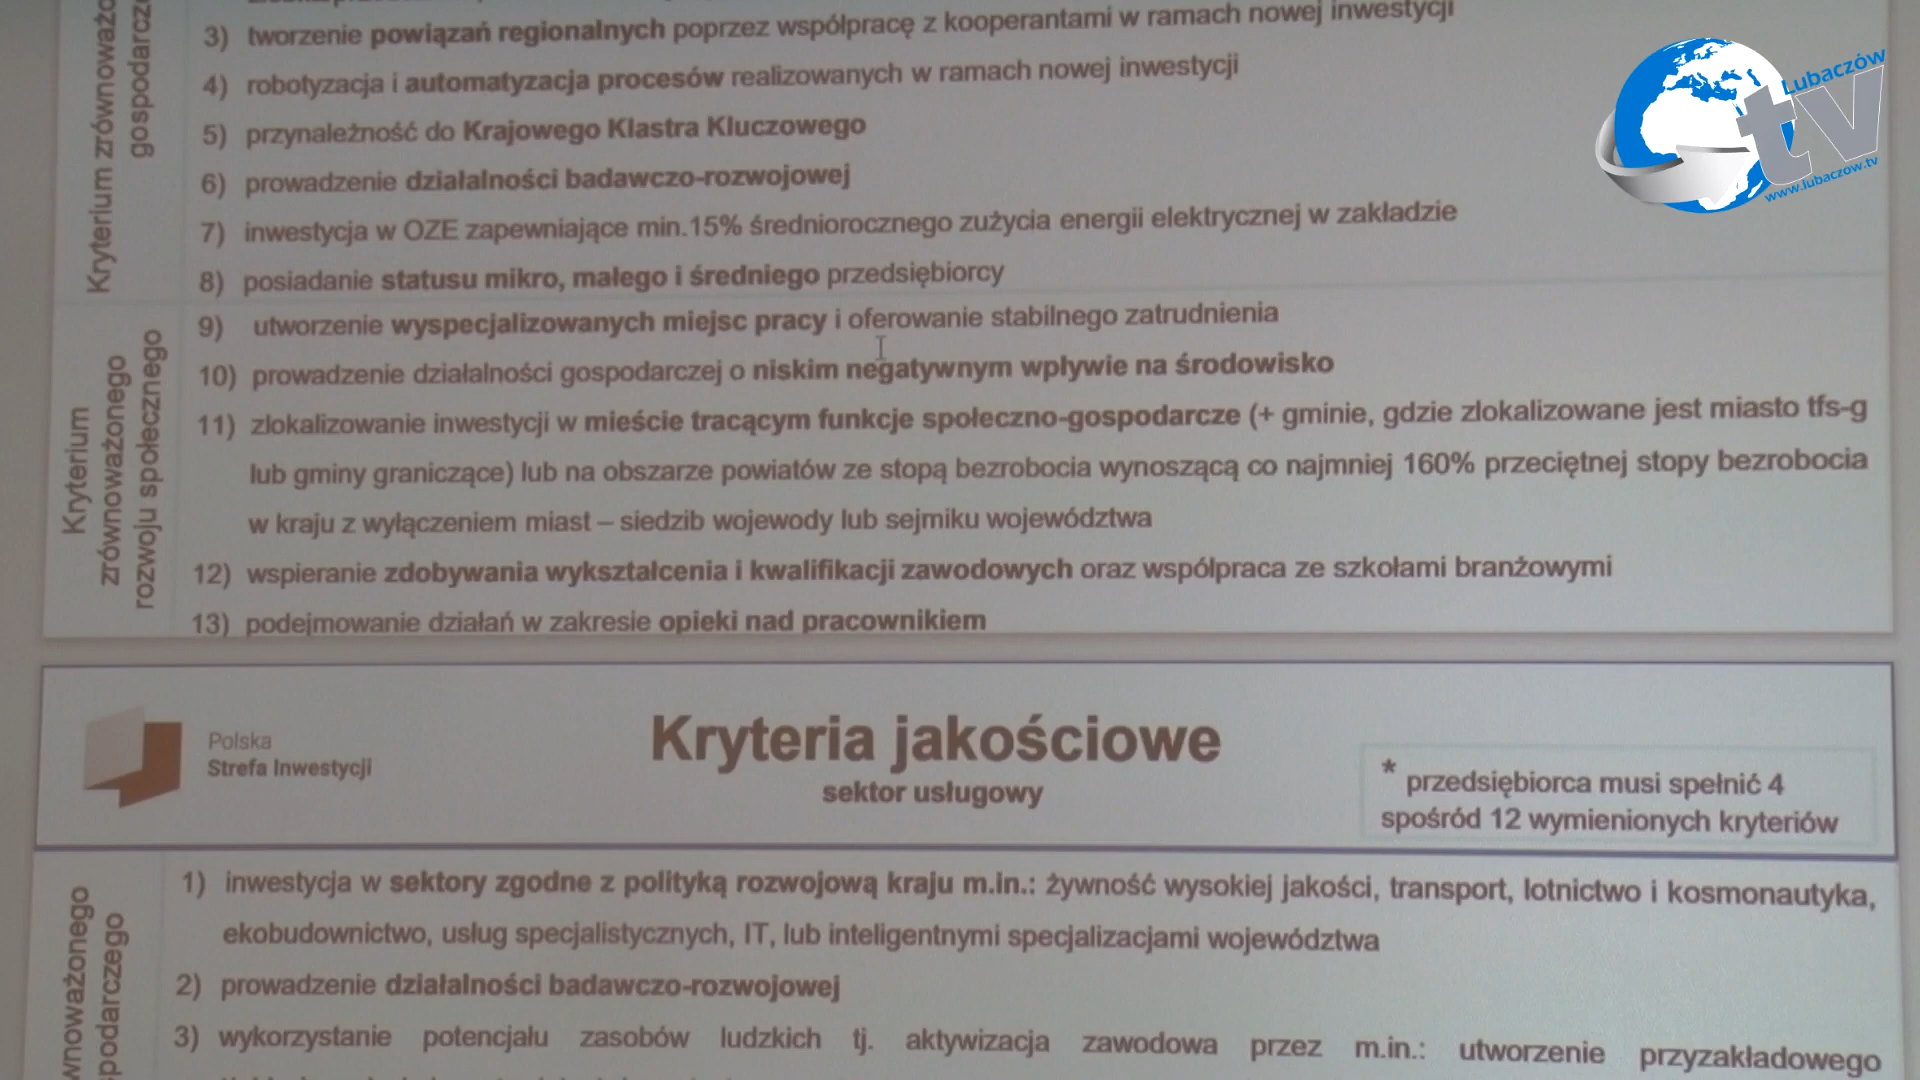 Kryterium zrównoważo
gospodarcze
3) tworzenie powiązań regionalnych poprzez współpracę z kooperantami w ramach nowej inwestycji
4) robotyzacja i automatyzacja procesów realizowanych w ramach nowej inwestycji
5) przynależność do Krajowego Klastra Kluczowego
6) prowadzenie działalności badawczo-rozwojowej
7) inwestycja w OZE zapewniające min.15% średniorocznego zużycia energii elektrycznej w zakładzie
8) posiadanie statusu mikro, małego i średniego przedsiębiorcy
Lubaczów
tv
www.lubaczow.tv
Kryterium
zrównoważonego
rozwoju społecznego
9) utworzenie wyspecjalizowanych miejsc pracy i oferowanie stabilnego zatrudnienia
10) prowadzenie działalności gospodarczej o niskim negatywnym wpływie na środowisko
11) zlokalizowanie inwestycji w mieście tracącym funkcje społeczno-gospodarcze (+ gminie, gdzie zlokalizowane jest miasto tfs-g
lub gminy graniczące) lub na obszarze powiatów ze stopą bezrobocia wynoszącą co najmniej 160% przeciętnej stopy bezrobocia
w kraju z wyłączeniem miast – siedzib wojewody lub sejmiku województwa
12) wspieranie zdobywania wykształcenia i kwalifikacji zawodowych oraz współpraca ze szkołami branżowymi
13) podejmowanie działań w zakresie opieki nad pracownikiem
Polska
Strefa Inwestycji
Kryteria jakościowe
sektor usługowy
* przedsiębiorca musi spełnić 4
spośród 12 wymienionych kryteriów
wnoważonego
spodarczego
1) inwestycja w sektory zgodne z polityką rozwojową kraju m.in.: żywność wysokiej jakości, transport, lotnictwo i kosmonautyka,
ekobudownictwo, usług specjalistycznych, IT, lub inteligentnymi specjalizacjami województwa
2) prowadzenie działalności badawczo-rozwojowej
3) wykorzystanie potencjału zasobów ludzkich tj. aktywizacja zawodowa przez m.in.: utworzenie przyzakładowego